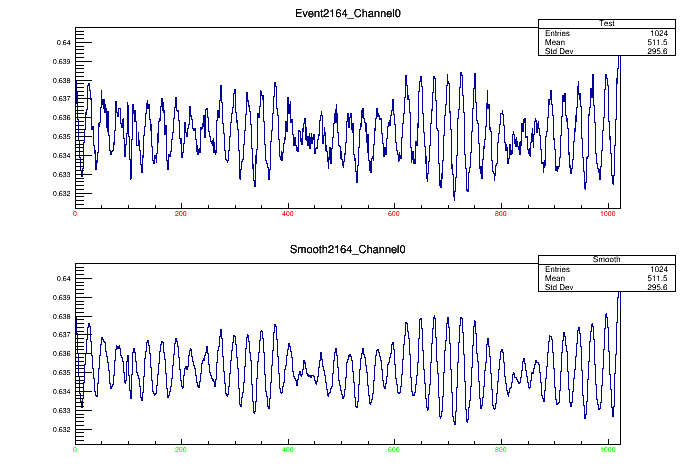 Event2164_Channel0
Test
Entries 1024
Mean 511.5
Std Dev 295.6
0.64
0.639
0.638
0.637
0.636
0.635
0.634
0.633
0.632
0 200 400 600 800 1000
Smooth2164_Channel0
Smooth
Entries 1024
Mean 511.5
Std Dev 295.6
0.64
0.639
0.638
0.637
0.636
0.635
0.634
0.633
0.632
0 200 400 600 800 1000